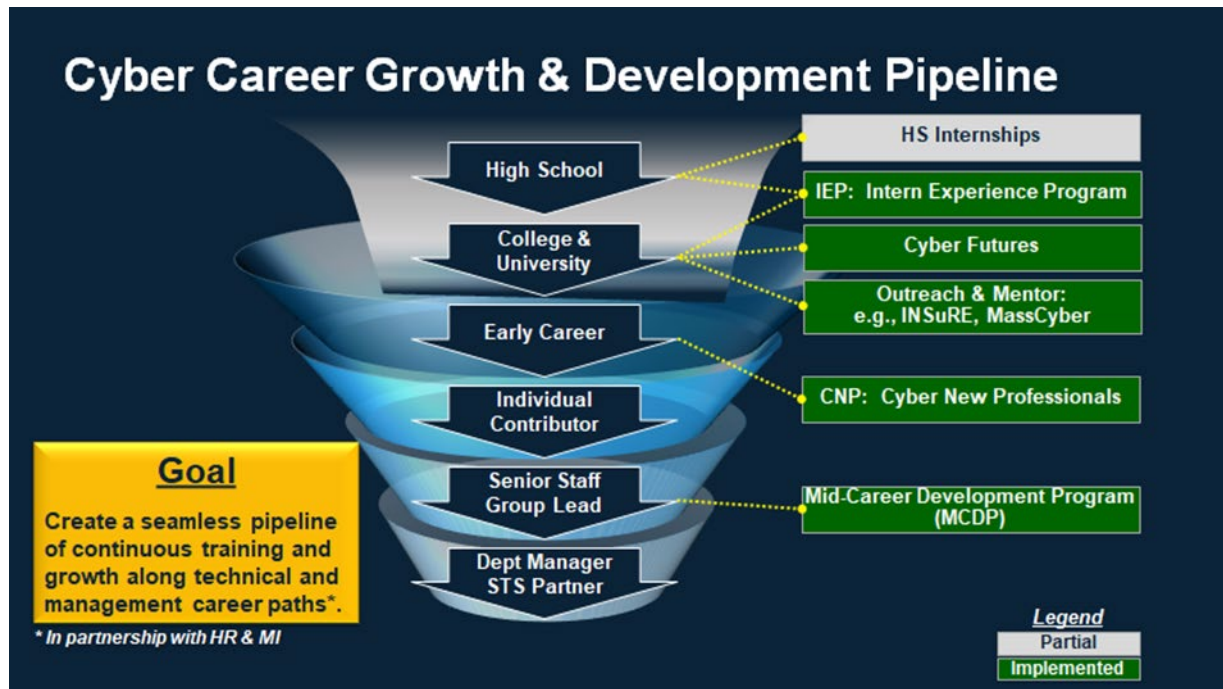 Cyber Career Growth & Development Pipeline
High School
College &
University
Early Career
Individual
Contributor
Senior Staff
Group Lead
Dept Manager
STS Partner
HS Internships
IEP: Intern Experience Program
Cyber Futures
Outreach & Mentor:
e.g., INSuRE, MassCyber
CNP: Cyber New Professionals
Mid-Career Development Program
(MCDP)
Goal
Create a seamless pipeline
of continuous training and
growth along technical and
management career paths*.
* In partnership with HR & MI
Legend
Partial
Implemented